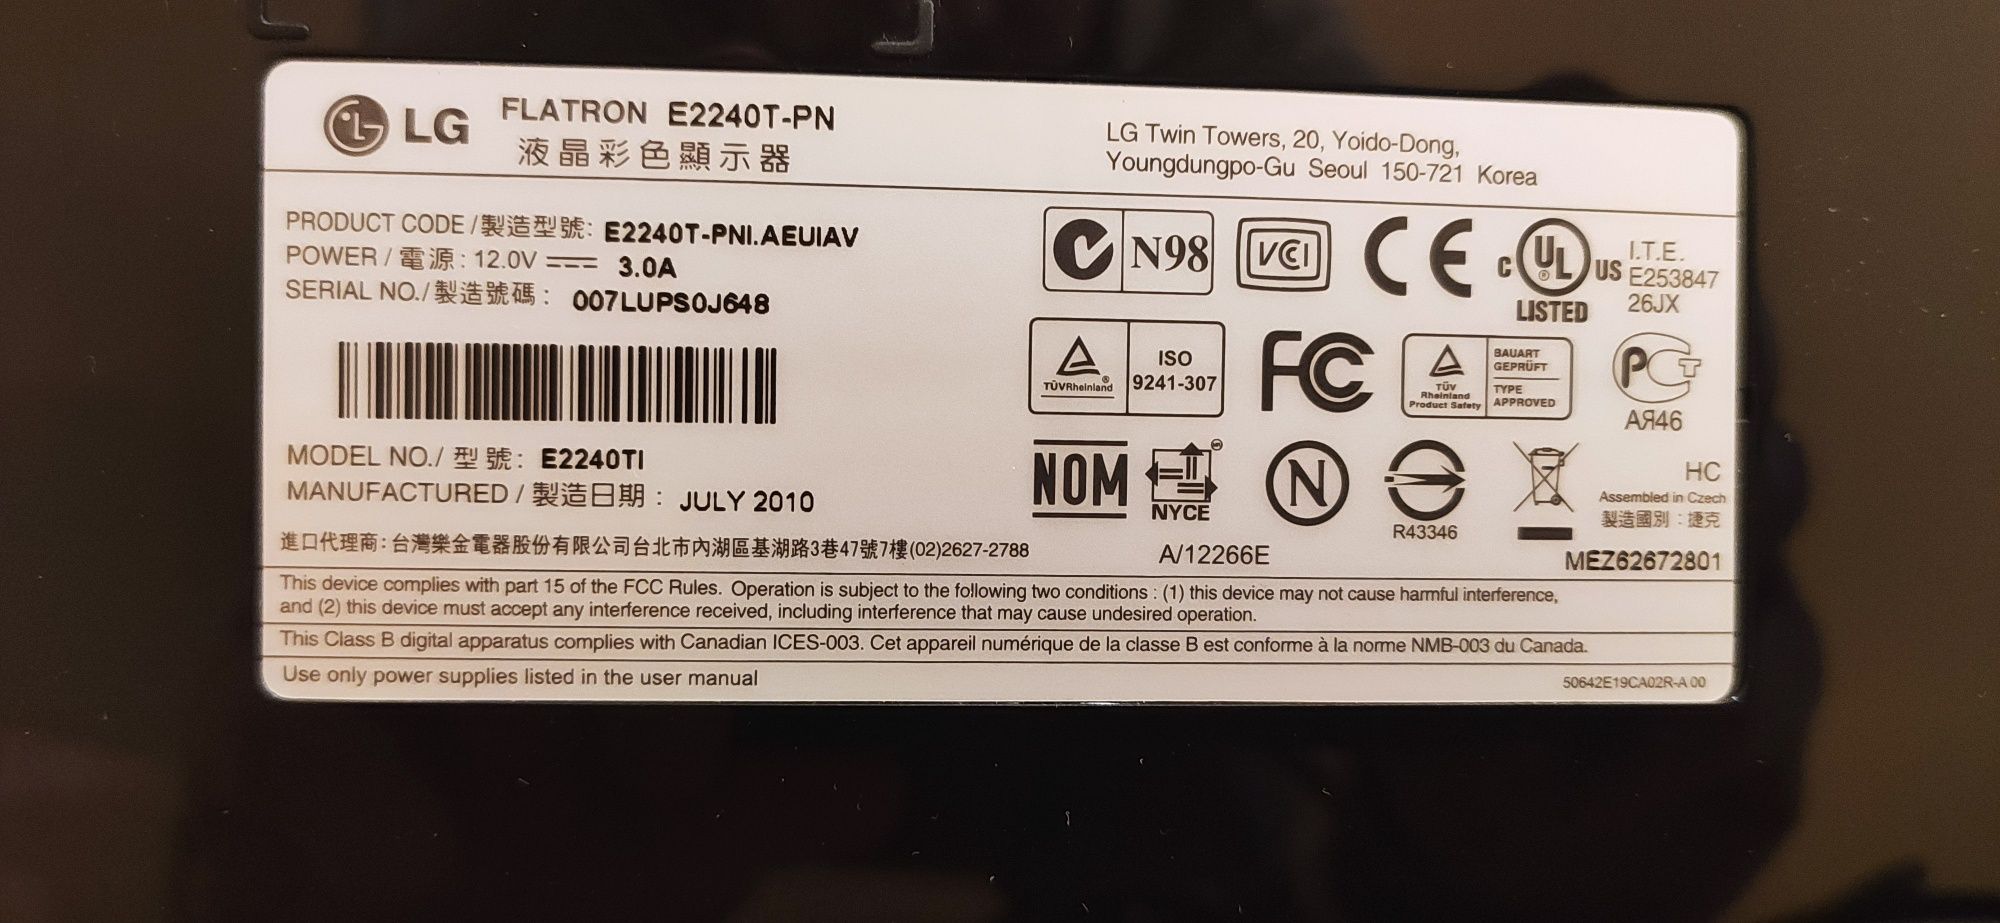 LG FLATRON E2240T-PN
液晶彩色顯示器
LG Twin Towers, 20, Yoido-Dong,
Youngdungpo-Gu Seoul 150-721 Korea
PRODUCT CODE / 製造型號: E2240T-PNI.AEUIAV
POWER / 電源: 12.0V 3.0A
SERIAL NO./ 製造號碼: 007LUPS0J648
MODEL NO./ 型號: E2240TI
MANUFACTURED / 製造日期: JULY 2010
N98
VCI
CE
C UL ® US
LISTED
I.T.E.
E253847
26JX
TÜVRheinland ®
ISO
9241-307
FC
TÜV
Rheinland
Product Safety
BAUART
GEPRÜFT
TYPE
APPROVED
PCT
АЯ46
NOM
NYCE
N
R43346
HC
Assembled in Czech
製造國別 : 捷克
A/12266E
MEZ62672801
進口代理商: 台灣樂金電器股份有限公司台北市內湖區基湖路3巷47號7樓(02)2627-2788
This device complies with part 15 of the FCC Rules. Operation is subject to the following two conditions : (1) this device may not cause harmful interference,
and (2) this device must accept any interference received, including interference that may cause undesired operation.
This Class B digital apparatus complies with Canadian ICES-003. Cet appareil numérique de la classe B est conforme à la norme NMB-003 du Canada.
Use only power supplies listed in the user manual
50642E19CA02R-A 00